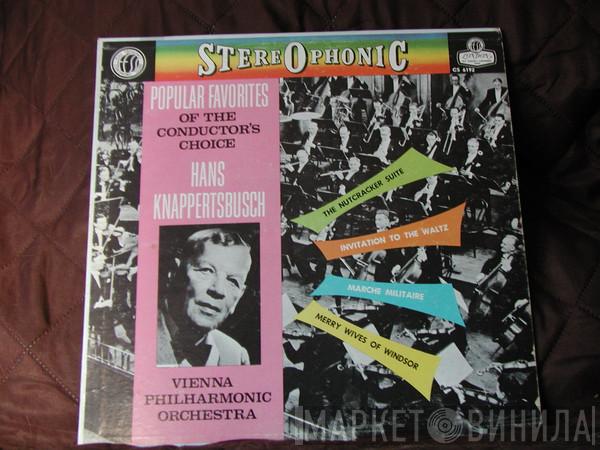 STEREOPHONIC
LONDON
CS 6192
POPULAR FAVORITES
OF THE
CONDUCTOR'S
CHOICE
HANS
KNAPPERTSBUSCH
THE NUTCRACKER SUITE
INVITATION TO THE WALTZ
MARCHE MILITAIRE
MERRY WIVES OF WINDSOR
VIENNA
PHILHARMONIC
ORCHESTRA
МАРКЕТ ВИНИЛА